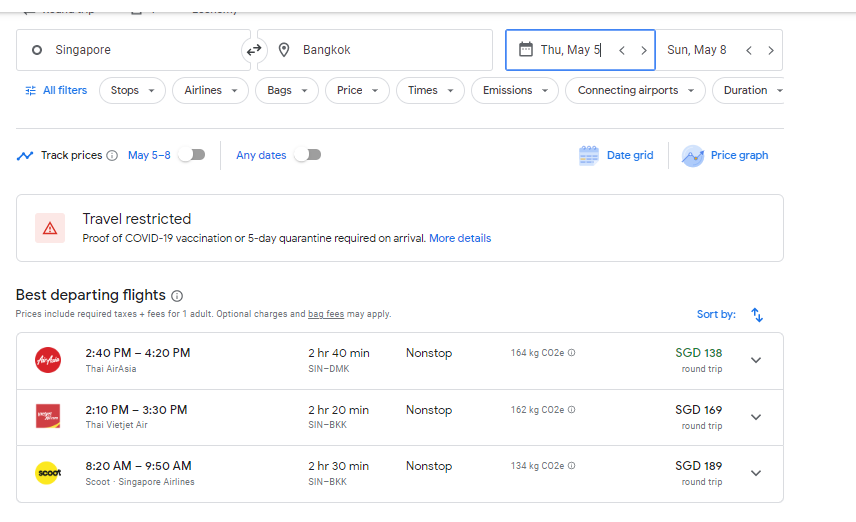 Singapore
Bangkok
Thu, May 5
Sun, May 8
All filters
Stops
Airlines
Bags
Price
Times
Emissions
Connecting airports
Duration
Track prices
May 5–8
Any dates
Date grid
Price graph
Travel restricted
Proof of COVID-19 vaccination or 5-day quarantine required on arrival. More details
Best departing flights
Prices include required taxes + fees for 1 adult. Optional charges and bag fees may apply.
Sort by:
AirAsia
2:40 PM – 4:20 PM
Thai AirAsia
2 hr 40 min
SIN–DMK
Nonstop
164 kg CO2e
SGD 138
round trip
2:10 PM – 3:30 PM
Thai Vietjet Air
2 hr 20 min
SIN–BKK
Nonstop
162 kg CO2e
SGD 169
round trip
scoot
8:20 AM – 9:50 AM
Scoot · Singapore Airlines
2 hr 30 min
SIN–BKK
Nonstop
134 kg CO2e
SGD 189
round trip